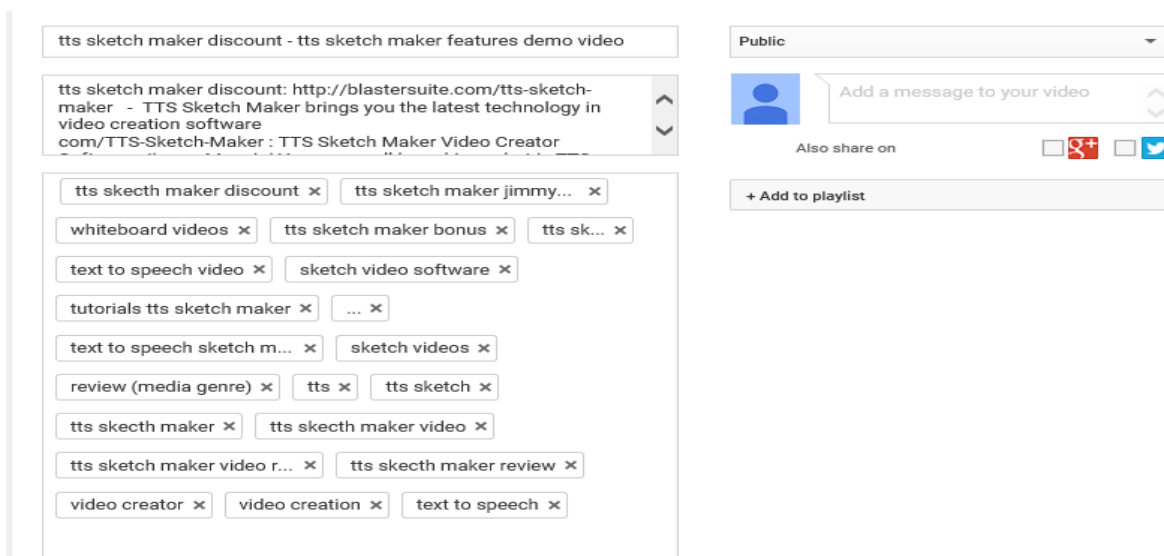 tts sketch maker discount - tts sketch maker features demo video
tts sketch maker discount: http://blastersuite.com/tts-sketch-
maker - TTS Sketch Maker brings you the latest technology in
video creation software
com/TTS-Sketch-Maker : TTS Sketch Maker Video Creator
tts skecth maker discount × tts sketch maker jimmy... ×
whiteboard videos × tts sketch maker bonus × tts sk... ×
text to speech video × sketch video software ×
tutorials tts sketch maker × ... ×
text to speech sketch m... × sketch videos ×
review (media genre) × tts × tts sketch ×
tts skecth maker × tts skecth maker video ×
tts sketch maker video r... × tts skecth maker review ×
video creator × video creation × text to speech ×
Public
Add a message to your video
Also share on g+
+ Add to playlist